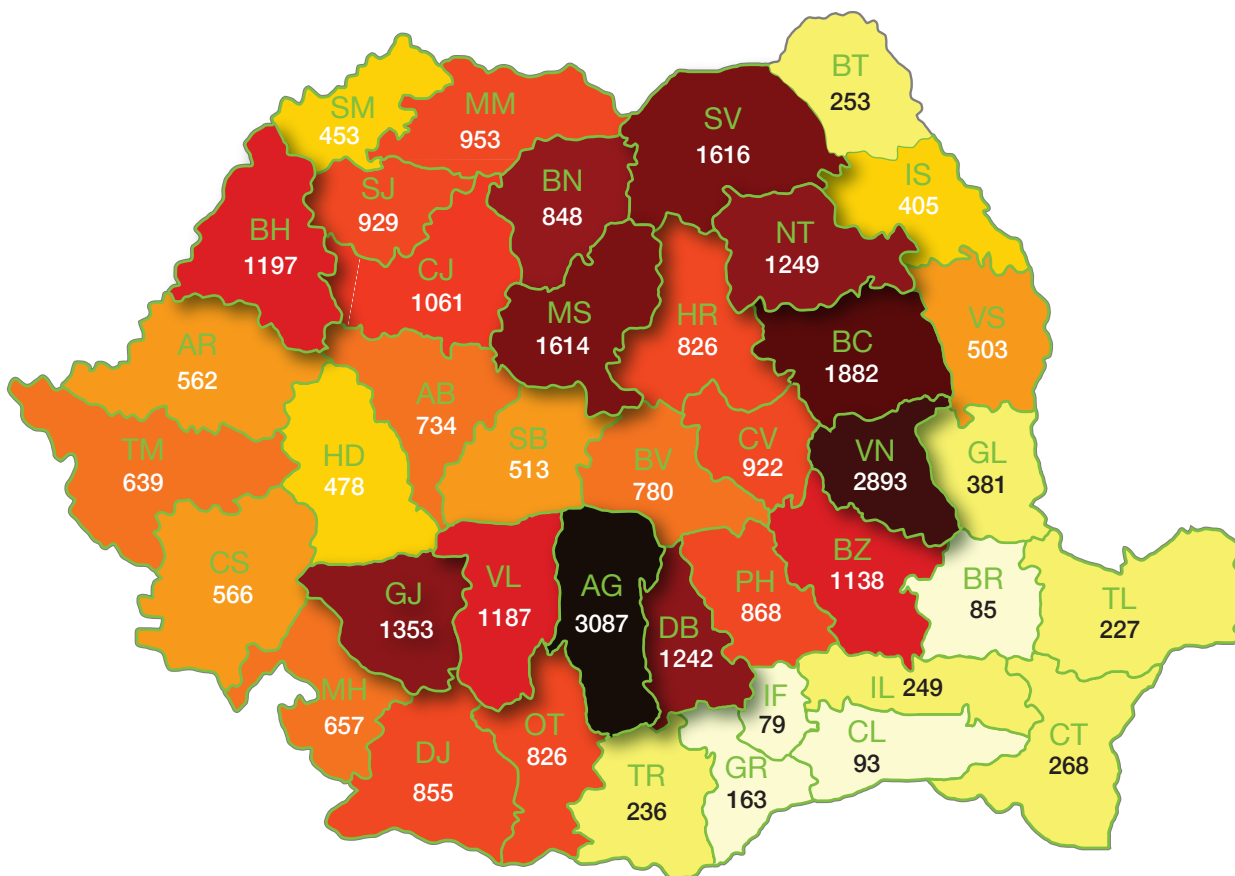 BT
253
SM
453
MM
953
SV
1616
IS
405
BN
848
SJ
929
BH
1197
NT
1249
CJ
1061
MS
1614
HR
826
BC
1882
VS
503
AR
562
AB
734
SB
513
BV
780
CV
922
VN
2893
GL
381
TM
639
HD
478
CS
566
GJ
1353
VL
1187
AG
3087
DB
1242
PH
868
BZ
1138
BR
85
TL
227
MH
657
DJ
855
OT
826
TR
236
GR
163
IF
79
IL 249
CL
93
CT
268